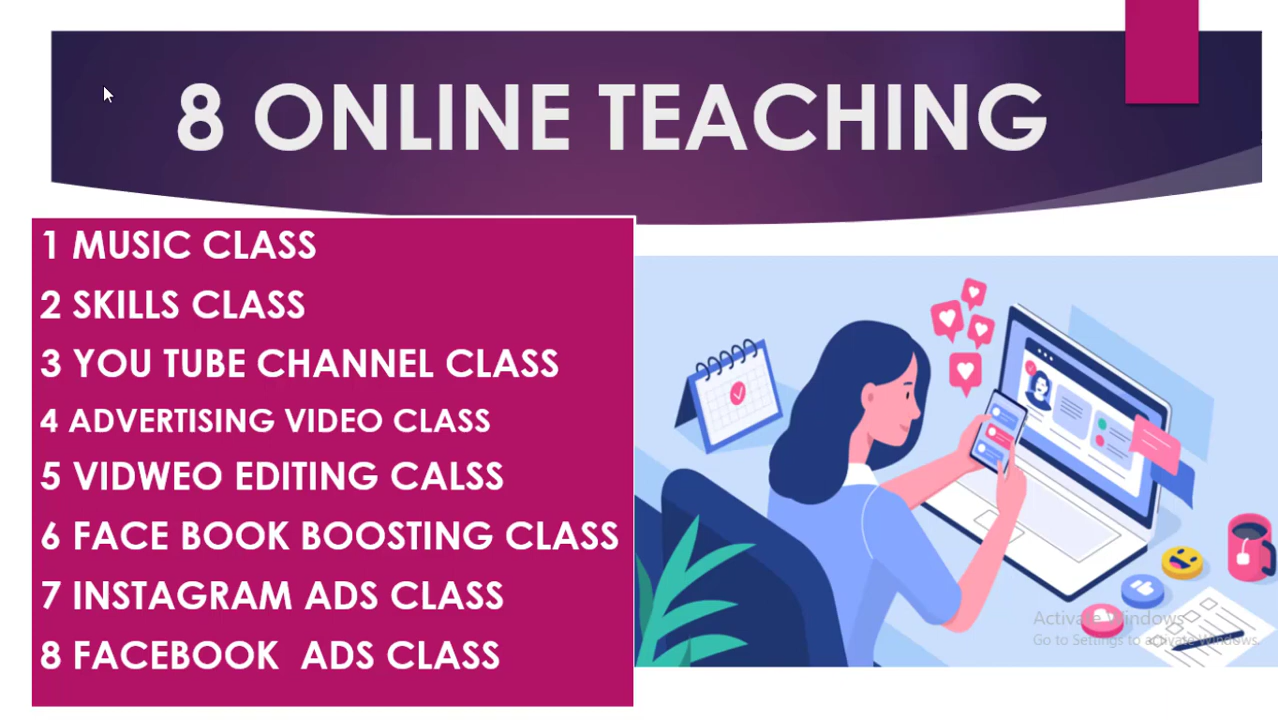 8 ONLINE TEACHING
1 MUSIC CLASS
2 SKILLS CLASS
3 YOU TUBE CHANNEL CLASS
4 ADVERTISING VIDEO CLASS
5 VIDWEO EDITING CALSS
6 FACE BOOK BOOSTING CLASS
7 INSTAGRAM ADS CLASS
8 FACEBOOK  ADS CLASS
Activate Windows
Go to Settings to activate Windows.